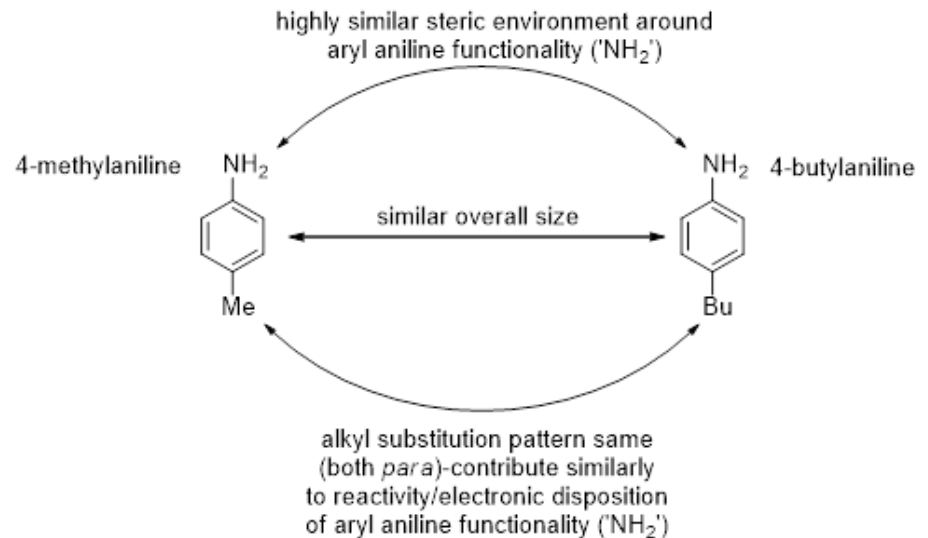 highly similar steric environment around
aryl aniline functionality ('NH₂')
4-methylaniline NH₂ NH₂ 4-butylaniline
similar overall size
Me Bu
alkyl substitution pattern same
(both para)-contribute similarly
to reactivity/electronic disposition
of aryl aniline functionality ('NH₂')